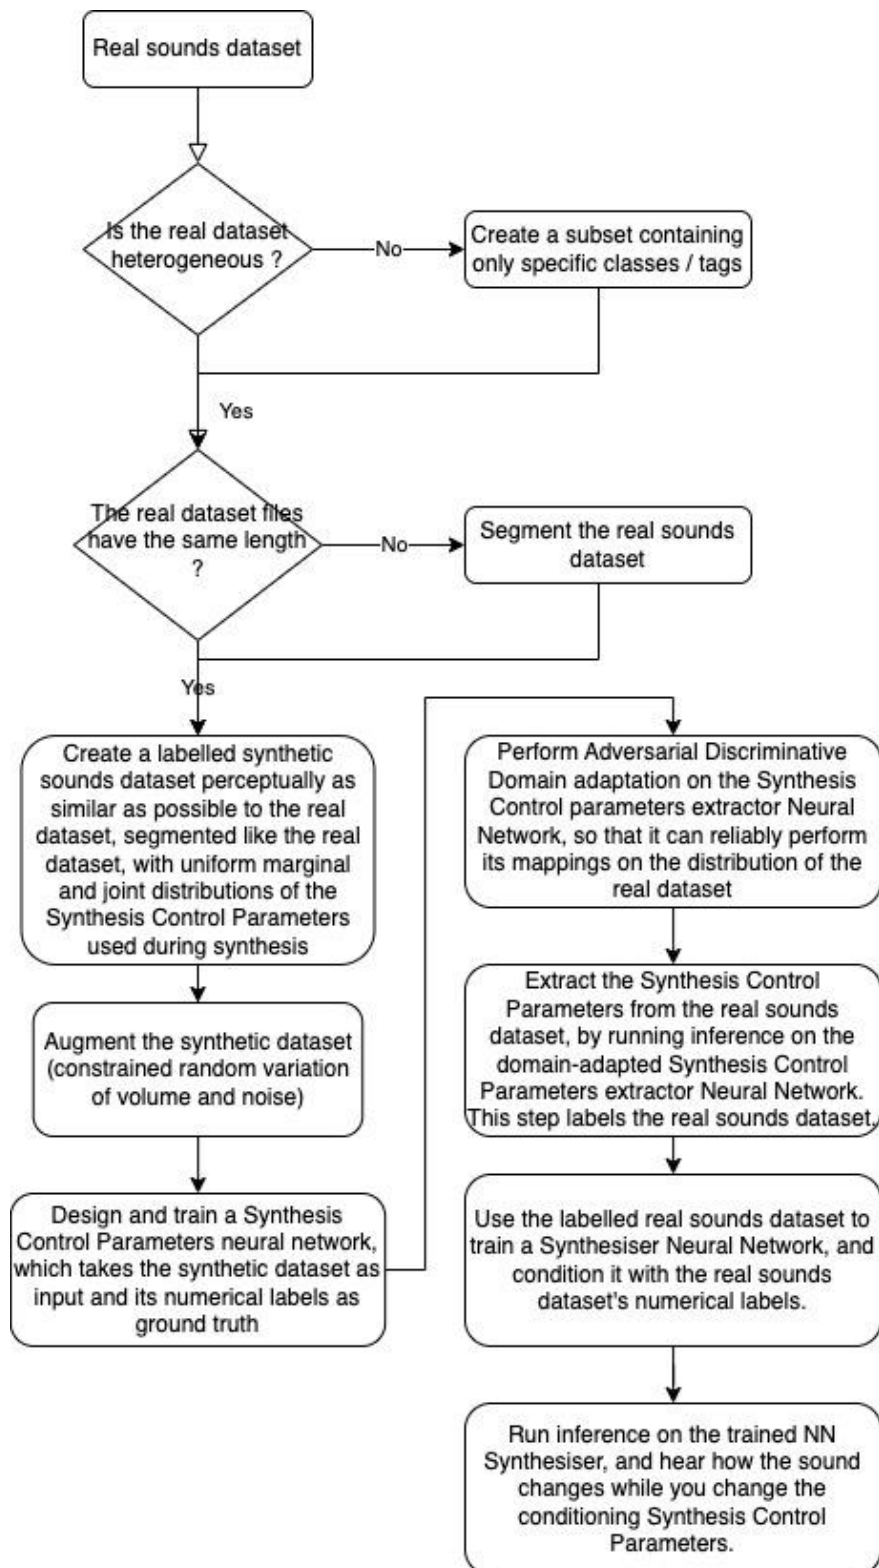 Real sounds dataset
Is the real dataset
heterogeneous ?
No
Create a subset containing
only specific classes / tags
Yes
The real dataset files
have the same length
?
No
Segment the real sounds
dataset
Yes
Create a labelled synthetic
sounds dataset perceptually as
similar as possible to the real
dataset, segmented like the real
dataset, with uniform marginal
and joint distributions of the
Synthesis Control Parameters
used during synthesis
Augment the synthetic dataset
(constrained random variation
of volume and noise)
Design and train a Synthesis
Control Parameters neural network,
which takes the synthetic dataset as
input and its numerical labels as
ground truth
Perform Adversarial Discriminative
Domain adaptation on the Synthesis
Control parameters extractor Neural
Network, so that it can reliably perform
its mappings on the distribution of the
real dataset
Extract the Synthesis Control
Parameters from the real sounds
dataset, by running inference on the
domain-adapted Synthesis Control
Parameters extractor Neural Network.
This step labels the real sounds dataset.
Use the labelled real sounds dataset to
train a Synthesiser Neural Network, and
condition it with the real sounds
dataset's numerical labels.
Run inference on the trained NN
Synthesiser, and hear how the sound
changes while you change the
conditioning Synthesis Control
Parameters.